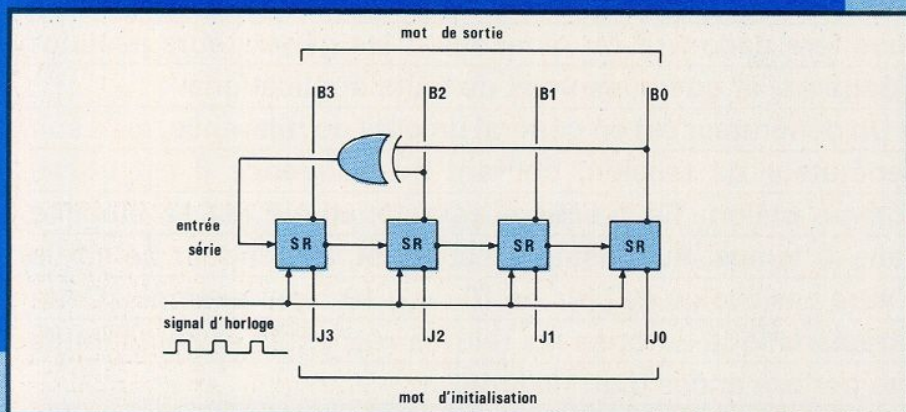 mot de sortie
B3 B2 B1 B0
entrée
série
SR SR SR SR
signal d'horloge
J3 J2 J1 J0
mot d'initialisation